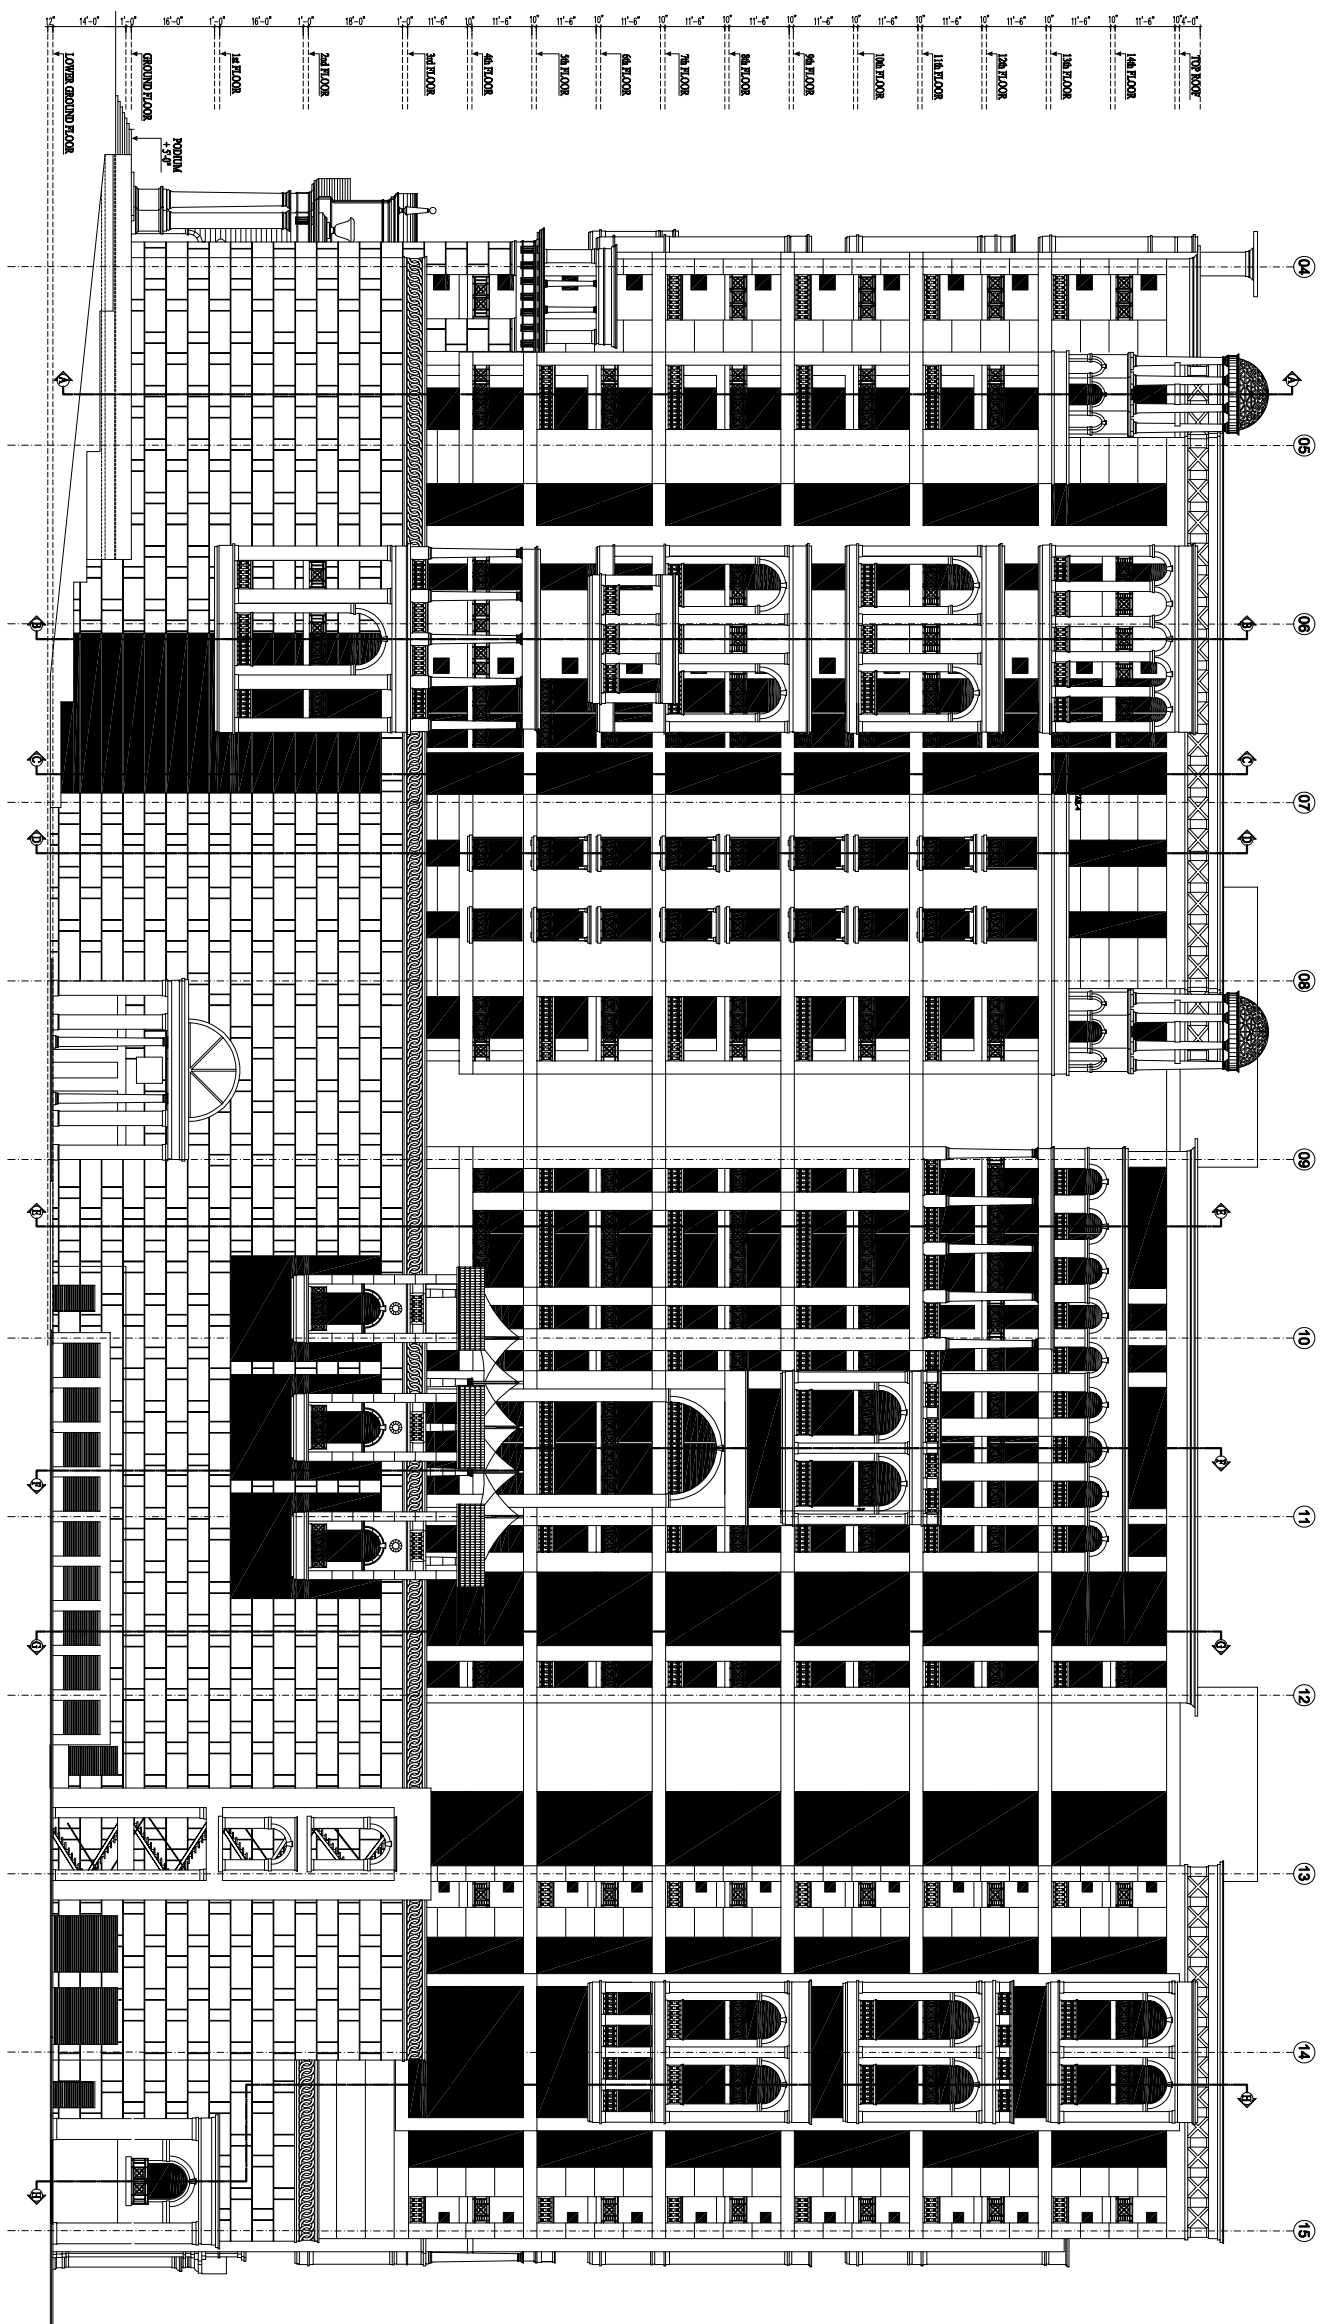 04 05 06 07 08 09 10 11 12 13 14 15
A B C D E F G H
4'-0"
TOP ROOF
10"
11'-6"
14th FLOOR
10"
11'-6"
13th FLOOR
10"
11'-6"
12th FLOOR
10"
11'-6"
11th FLOOR
10"
11'-6"
10th FLOOR
10"
11'-6"
9th FLOOR
10"
11'-6"
8th FLOOR
10"
11'-6"
7th FLOOR
10"
11'-6"
6th FLOOR
10"
11'-6"
5th FLOOR
10"
11'-6"
4th FLOOR
10"
11'-6"
3rd FLOOR
1'-0"
18'-0"
2nd FLOOR
1'-0"
16'-0"
1st FLOOR
1'-0"
16'-0"
PODIUM
+ 5'-0"
GROUND FLOOR
1'-0"
14'-0"
LOWER GROUND FLOOR
12"
A B C D E F G H